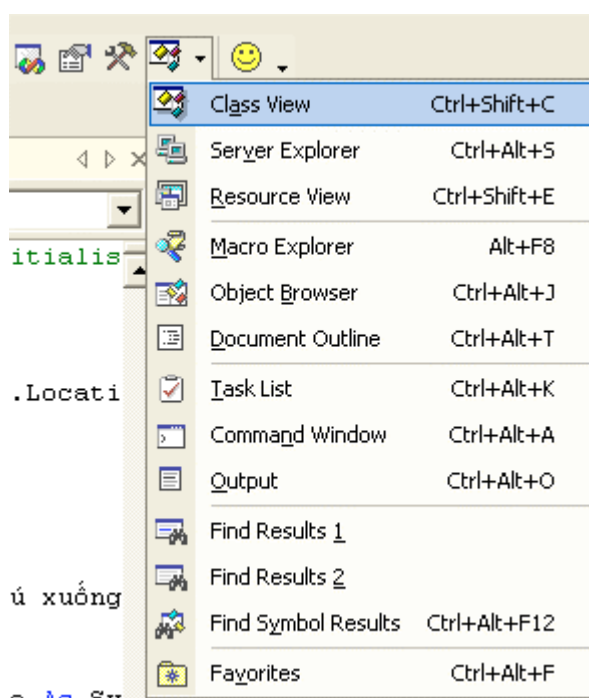 Class View Ctrl+Shift+C
Server Explorer Ctrl+Alt+S
Resource View Ctrl+Shift+E
itialis
Macro Explorer Alt+F8
Object Browser Ctrl+Alt+J
Document Outline Ctrl+Alt+T
.Locati
Task List Ctrl+Alt+K
Command Window Ctrl+Alt+A
Output Ctrl+Alt+O
Find Results 1
Find Results 2
ú xuống
Find Symbol Results Ctrl+Alt+F12
Favorites Ctrl+Alt+F